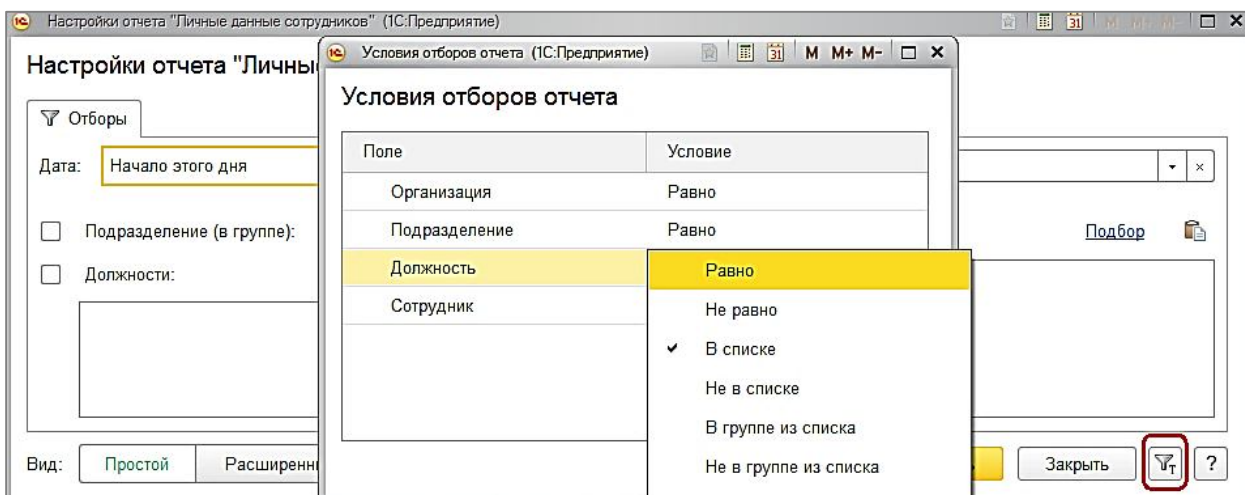 Настройки отчета "Личные данные сотрудников" (1С:Предприятие)
31 M M+ M-
Настройки отчета "Личны
Условия отборов отчета (1С:Предприятие)
31 M M+ M-
Условия отборов отчета
Отборы
Поле Условие
Дата: Начало этого дня
Организация Равно
Подразделение (в группе):
Подразделение Равно
Подбор
Должности:
Должность
Равно
Сотрудник
Не равно
В списке
Не в списке
В группе из списка
Не в группе из списка
Вид: Простой Расширенн
Закрыть
?